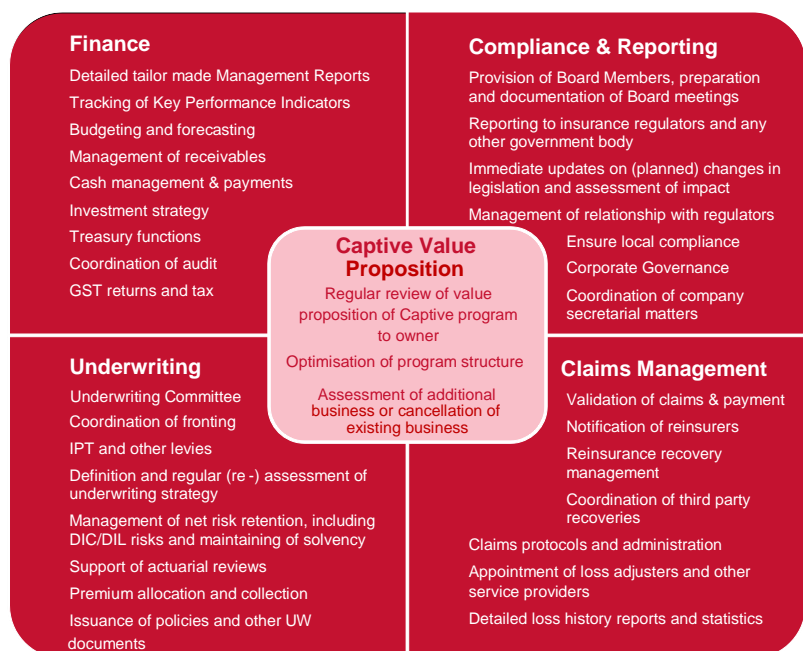 Finance
Detailed tailor made Management Reports
Tracking of Key Performance Indicators
Budgeting and forecasting
Management of receivables
Cash management & payments
Investment strategy
Treasury functions
Coordination of audit
GST returns and tax
Compliance & Reporting
Provision of Board Members, preparation
and documentation of Board meetings
Reporting to insurance regulators and any
other government body
Immediate updates on (planned) changes in
legislation and assessment of impact
Management of relationship with regulators
Ensure local compliance
Corporate Governance
Coordination of company
secretarial matters
Captive Value
Proposition
Regular review of value
proposition of Captive program
to owner
Optimisation of program structure
Assessment of additional
business or cancellation of
existing business
Underwriting
Underwriting Committee
Coordination of fronting
IPT and other levies
Definition and regular (re -) assessment of
underwriting strategy
Management of net risk retention, including
DIC/DIL risks and maintaining of solvency
Support of actuarial reviews
Premium allocation and collection
Issuance of policies and other UW
documents
Claims Management
Validation of claims & payment
Notification of reinsurers
Reinsurance recovery
management
Coordination of third party
recoveries
Claims protocols and administration
Appointment of loss adjusters and other
service providers
Detailed loss history reports and statistics